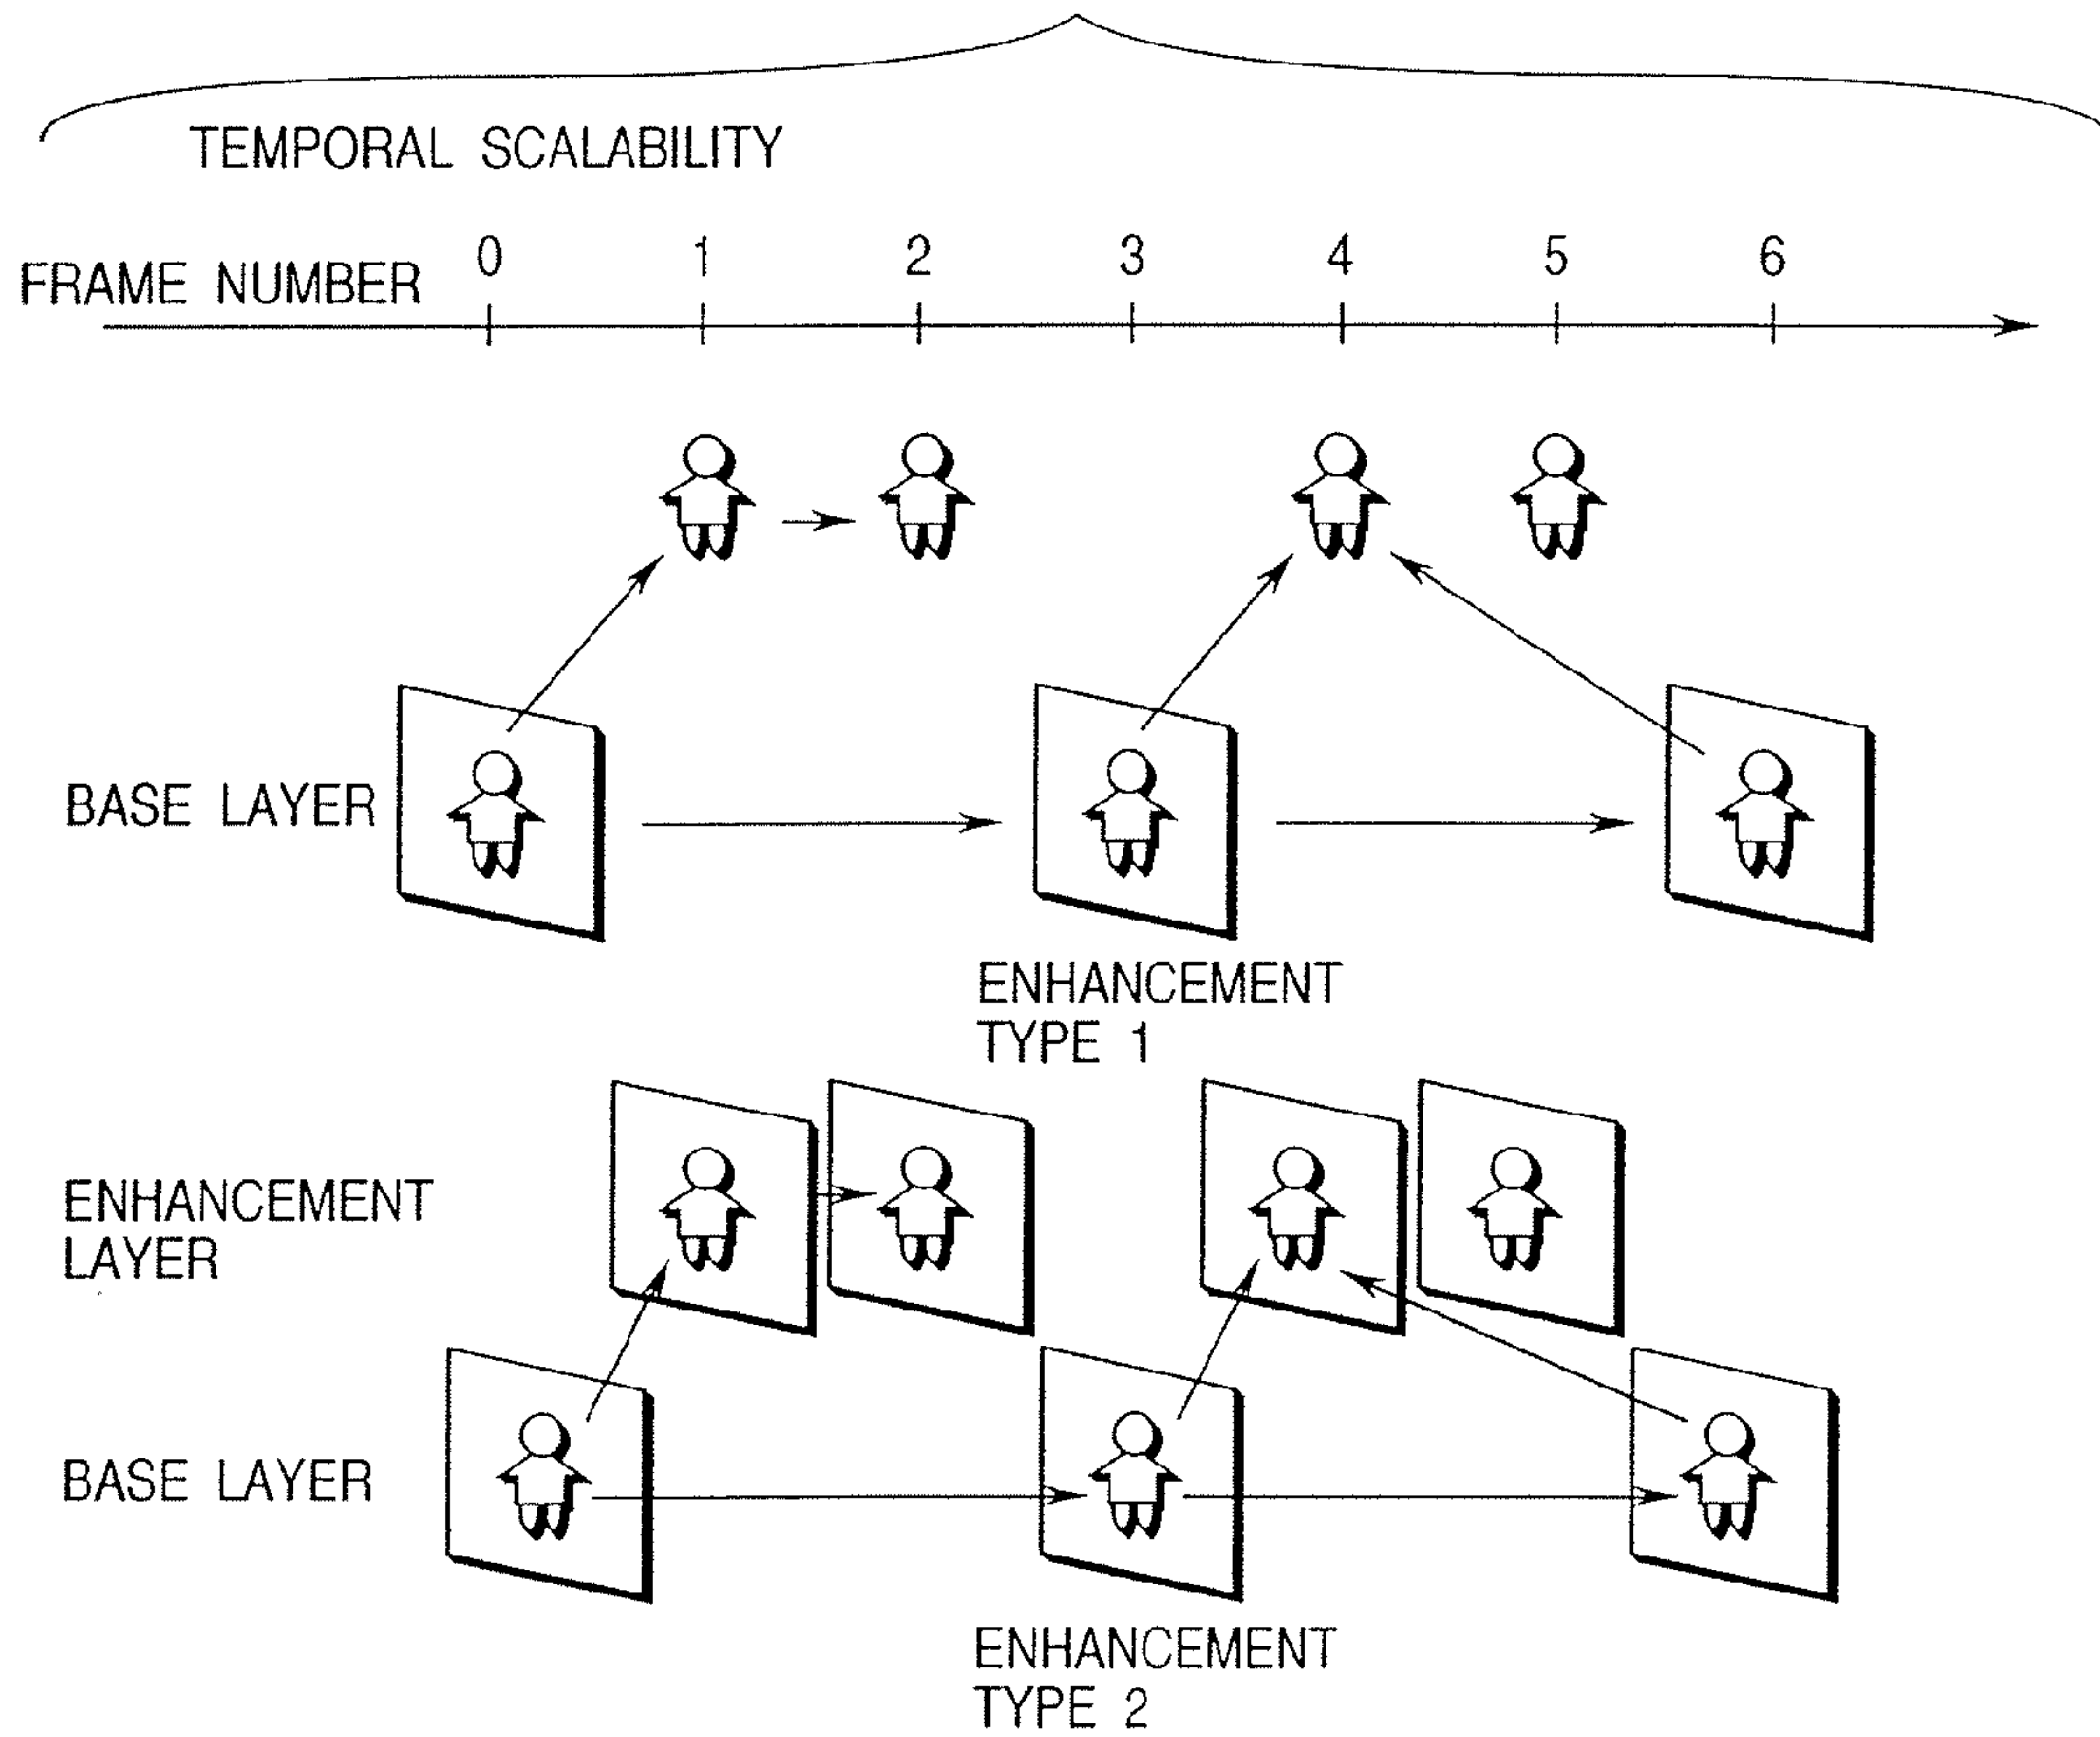 TEMPORAL SCALABILITY
FRAME NUMBER 0 1 2 3 4 5 6
BASE LAYER
ENHANCEMENT
TYPE 1
ENHANCEMENT
LAYER
BASE LAYER
ENHANCEMENT
TYPE 2